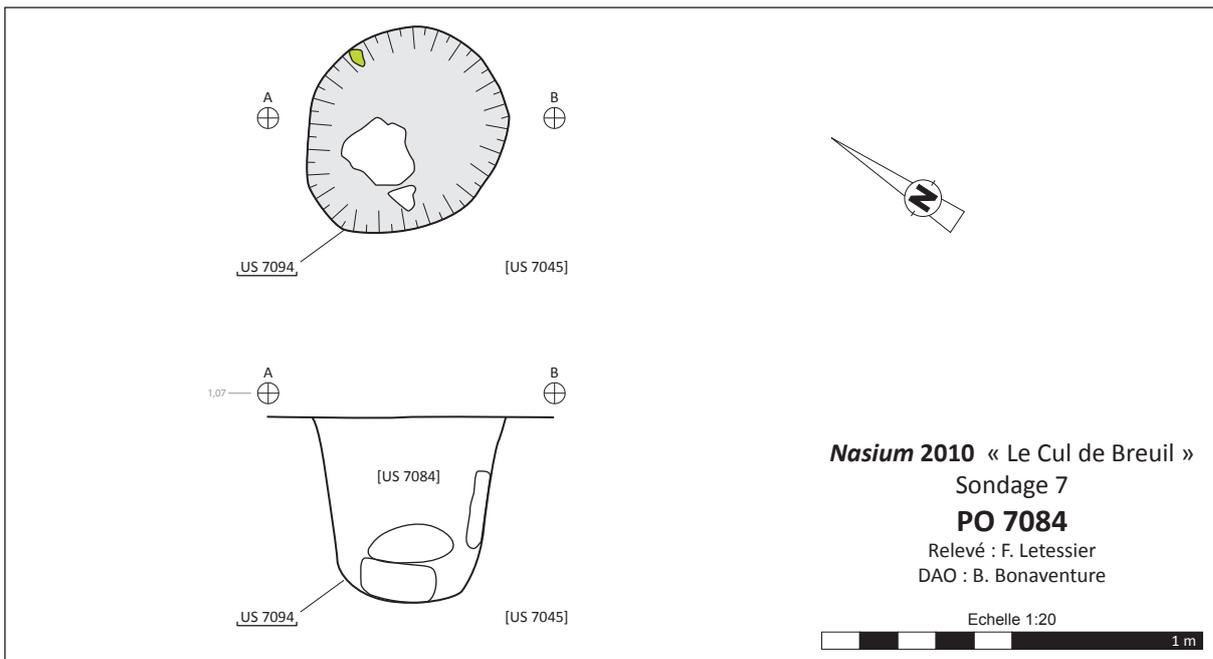 A
B
N
US 7094
[US 7045]
A
B
1,07
[US 7084]
US 7094
[US 7045]
Nasium 2010 « Le Cul de Breuil »
Sondage 7
PO 7084
Relevé : F. Letessier
DAO : B. Bonaventure
Echelle 1:20
1 m